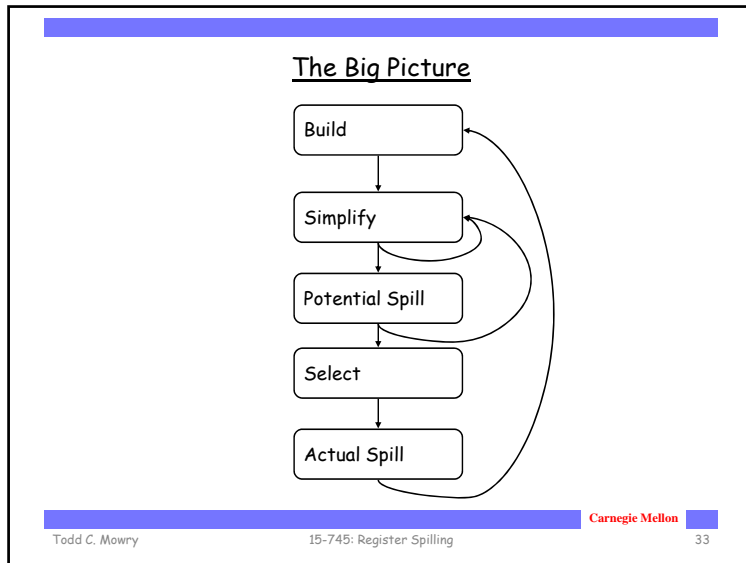 The Big Picture
Build
Simplify
Potential Spill
Select
Actual Spill
Carnegie Mellon
Todd C. Mowry
15-745: Register Spilling
33